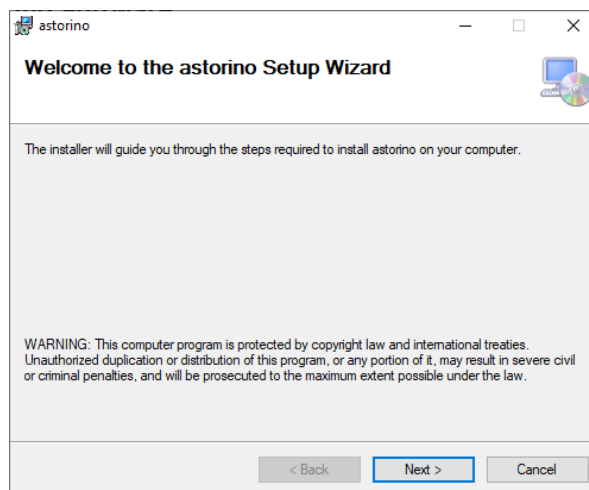 astorino
Welcome to the astorino Setup Wizard
The installer will guide you through the steps required to install astorino on your computer.
WARNING: This computer program is protected by copyright law and international treaties.
Unauthorized duplication or distribution of this program, or any portion of it, may result in severe civil
or criminal penalties, and will be prosecuted to the maximum extent possible under the law.
< Back Next > Cancel